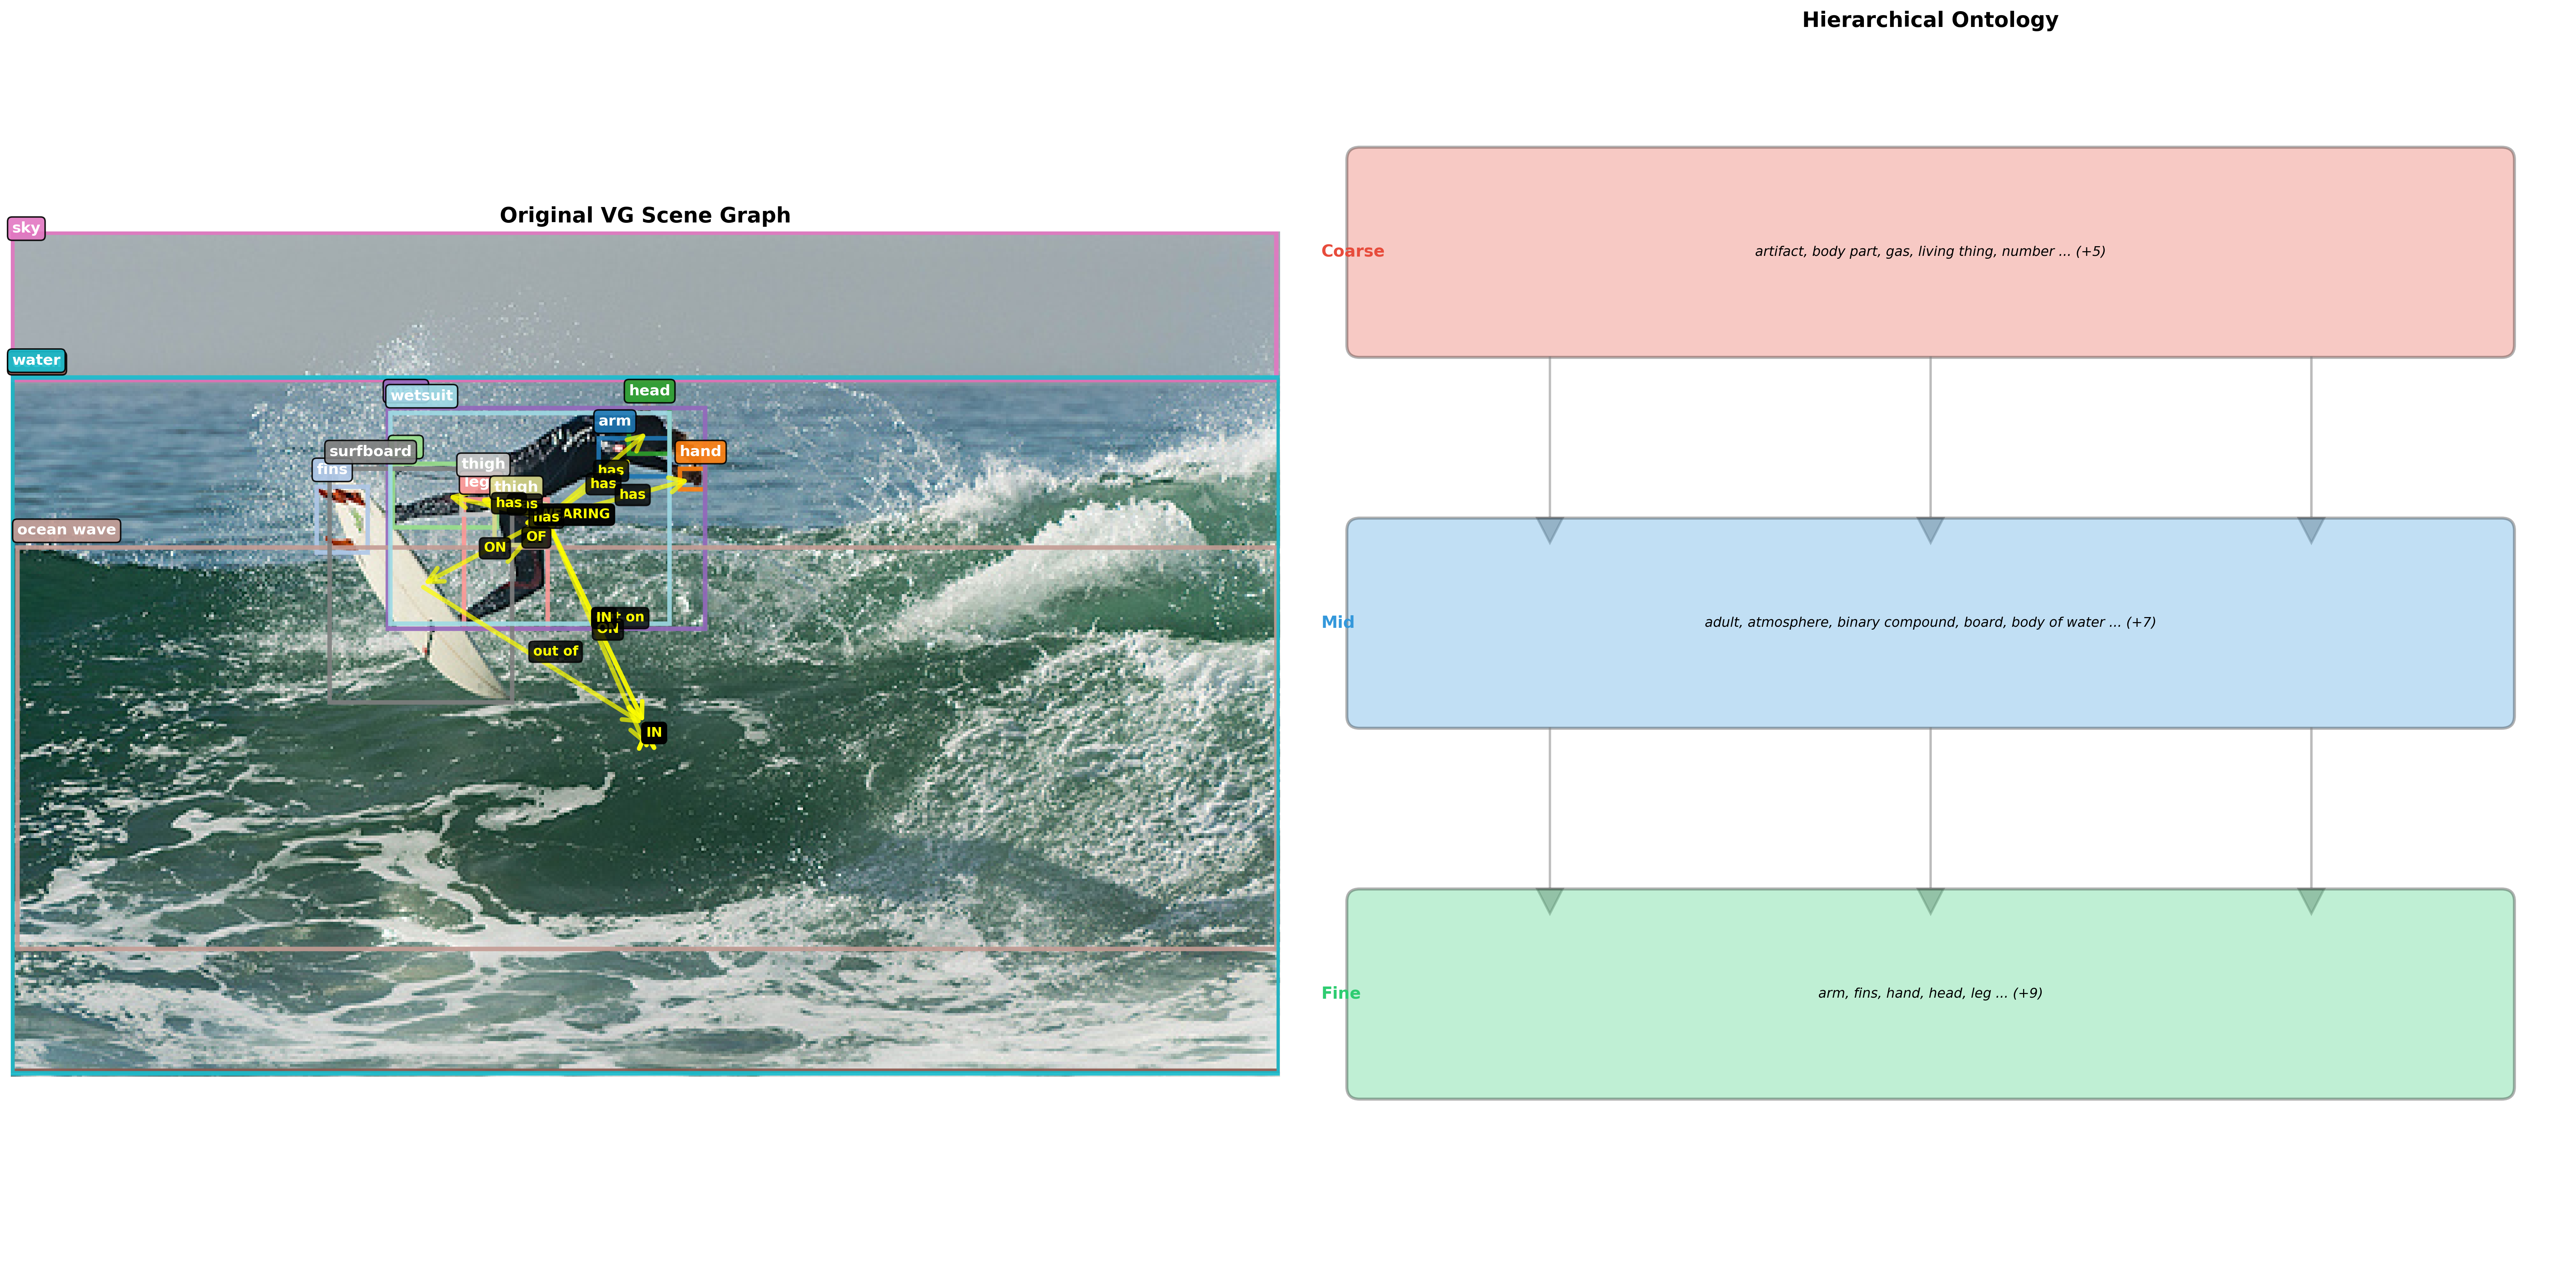 Hierarchical Ontology
Original VG Scene Graph
sky
water
wetsuit
head
arm
surfboard
hand
fins
thigh
leg
thigh
has
has
has
has
has
ARING
ocean wave
OF
ON
IN
on
ON
out of
IN
Coarse
artifact, body part, gas, living thing, number ... (+5)
Mid
adult, atmosphere, binary compound, board, body of water ... (+7)
Fine
arm, fins, hand, head, leg ... (+9)